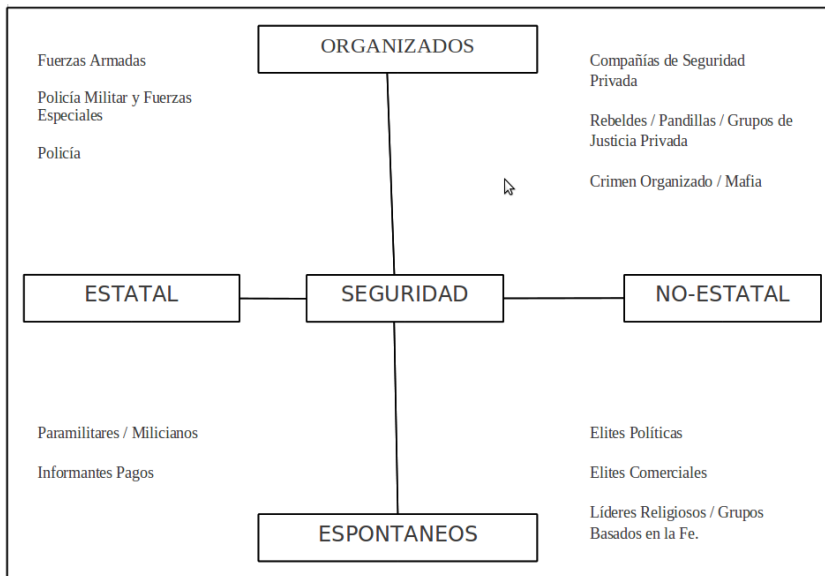 ORGANIZADOS
Fuerzas Armadas
Policía Militar y Fuerzas
Especiales
Policía
Compañías de Seguridad
Privada
Rebeldes / Pandillas / Grupos de
Justicia Privada
Crimen Organizado / Mafia
ESTATAL
SEGURIDAD
NO-ESTATAL
Paramilitares / Milicianos
Informantes Pagos
Elites Políticas
Elites Comerciales
Líderes Religiosos / Grupos
Basados en la Fe.
ESPONTANEOS